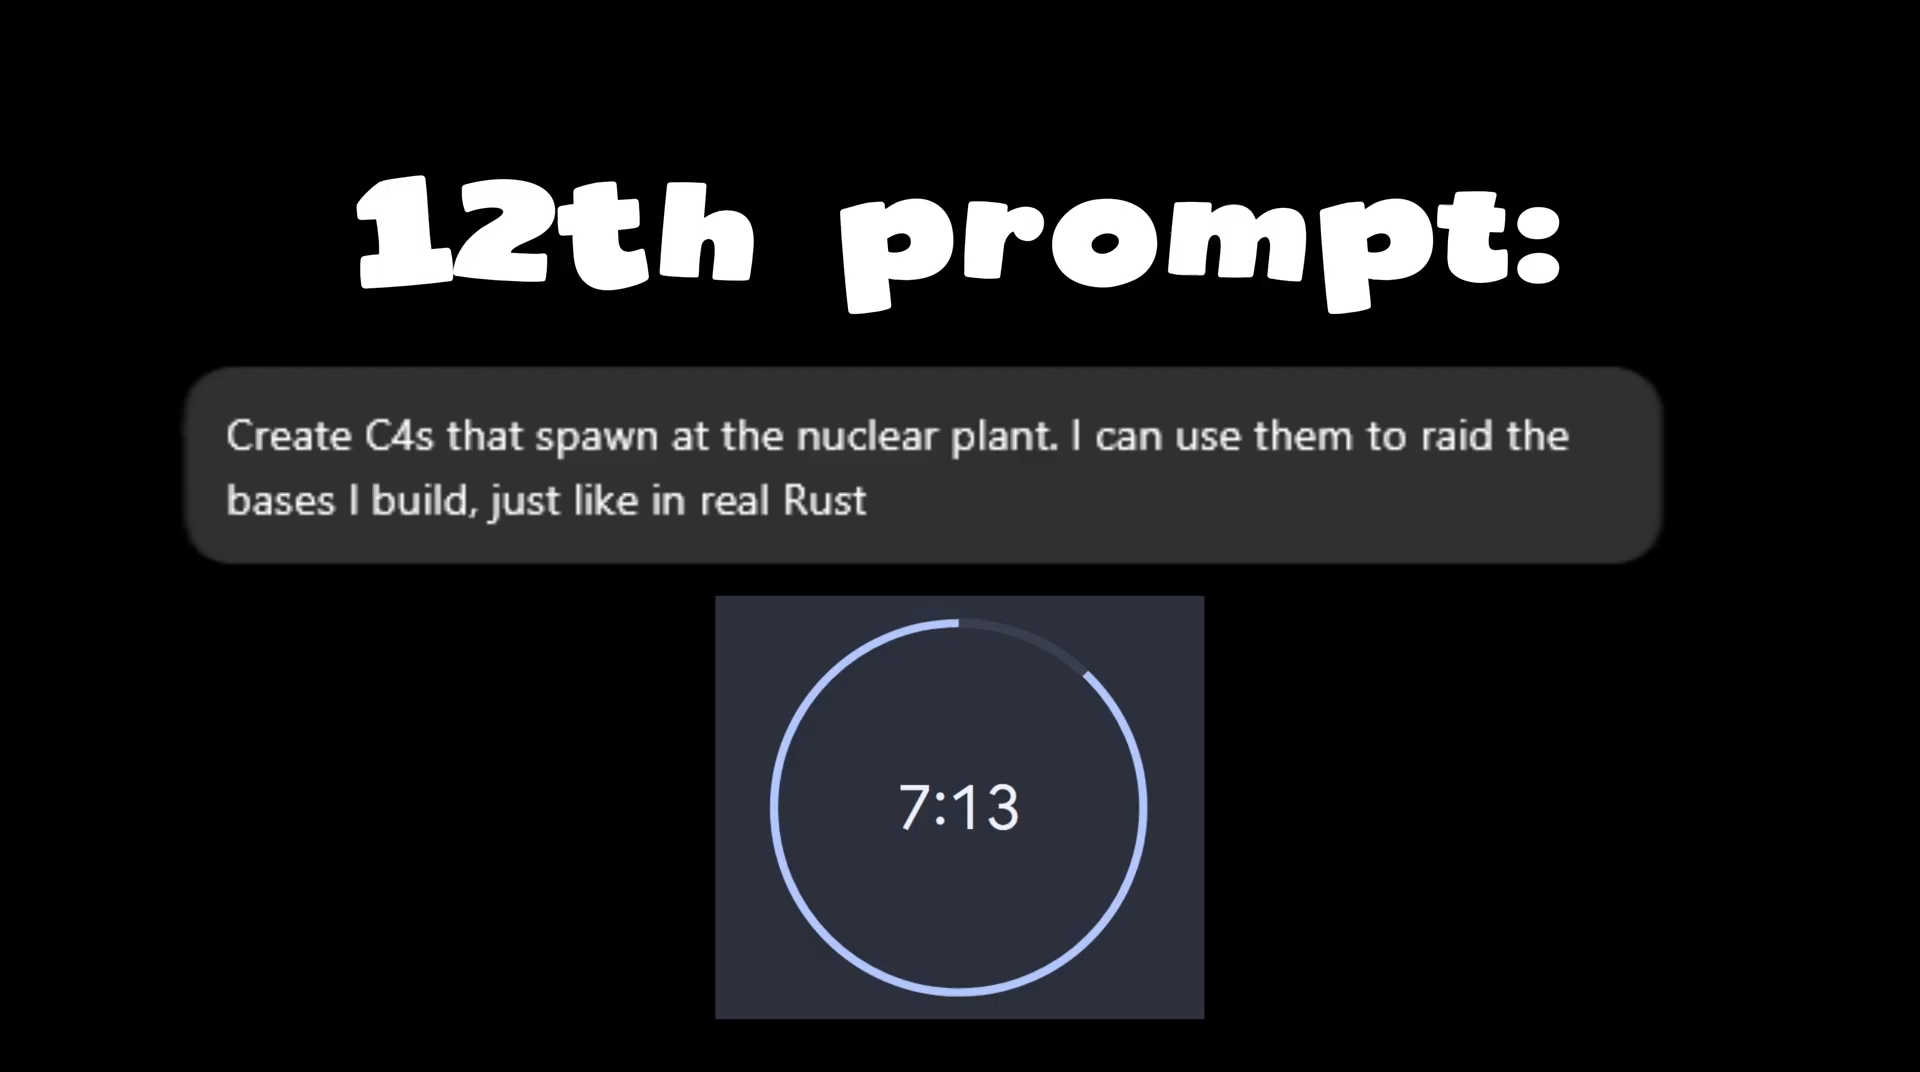 12th prompt:
Create C4s that spawn at the nuclear plant. I can use them to raid the
bases I build, just like in real Rust
7:13